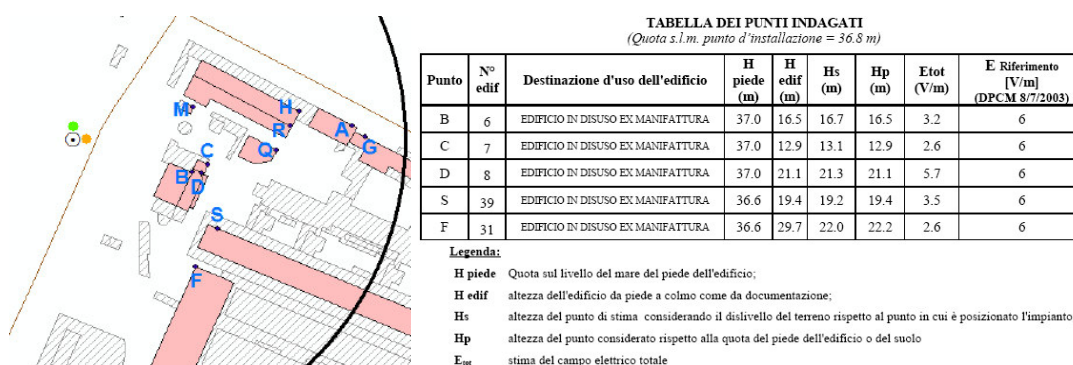 M
H
R
A
G
Q
C
B
D
S
F
TABELLA DEI PUNTI INDAGATI
(Quota s.l.m. punto d'installazione = 36.8 m)
Punto N° edif Destinazione d'uso dell'edificio H piede (m) H edif (m) Hs (m) Hp (m) Etot (V/m) E Riferimento [V/m] (DPCM 8/7/2003)
B 6 EDIFICIO IN DISUSO EX MANIFATTURA 37.0 16.5 16.7 16.5 3.2 6
C 7 EDIFICIO IN DISUSO EX MANIFATTURA 37.0 12.9 13.1 12.9 2.6 6
D 8 EDIFICIO IN DISUSO EX MANIFATTURA 37.0 21.1 21.3 21.1 5.7 6
S 39 EDIFICIO IN DISUSO EX MANIFATTURA 36.6 19.4 19.2 19.4 3.5 6
F 31 EDIFICIO IN DISUSO EX MANIFATTURA 36.6 29.7 22.0 22.2 2.6 6
Legenda:
H piede Quota sul livello del mare del piede dell'edificio;
H edif altezza dell'edificio da piede a colmo come da documentazione;
Hs altezza del punto di stima considerando il dislivello del terreno rispetto al punto in cui è posizionato l'impianto
Hp altezza del punto considerato rispetto alla quota del piede dell'edificio o del suolo
Etot stima del campo elettrico totale